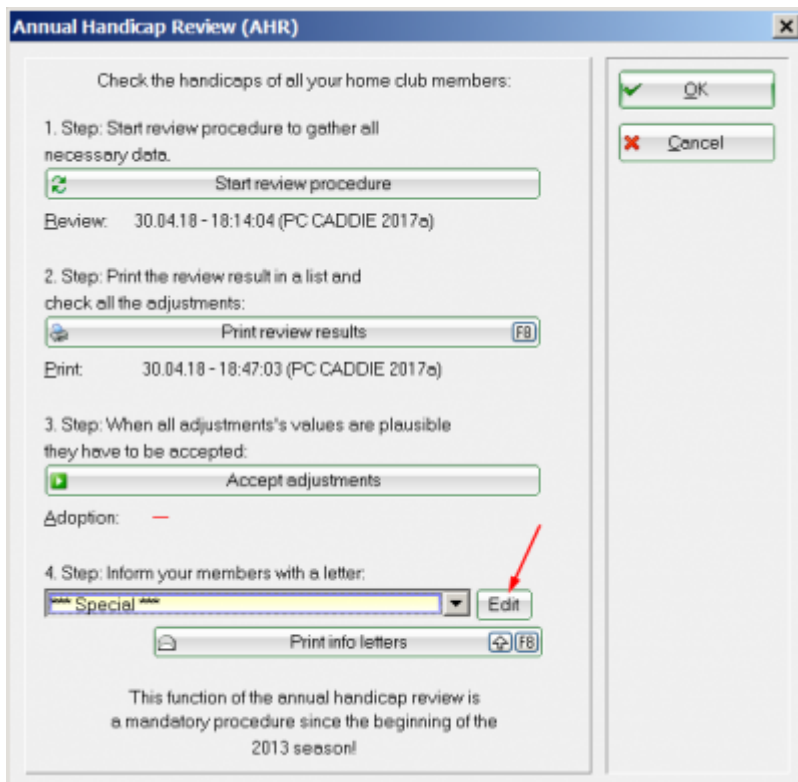 Annual Handicap Review (AHR)
Check the handicaps of all your home club members:
1. Step: Start review procedure to gather all
necessary data.
Start review procedure
Review: 30.04.18 - 18:14:04 (PC CADDIE 2017a)
2. Step: Print the review result in a list and
check all the adjustments:
Print review results F8
Print: 30.04.18 - 18:47:03 (PC CADDIE 2017a)
3. Step: When all adjustments's values are plausible
they have to be accepted:
Accept adjustments
Adoption: —
4. Step: Inform your members with a letter:
*** Special *** Edit
Print info letters F8
This function of the annual handicap review is
a mandatory procedure since the beginning of the
2013 season!
OK
Cancel